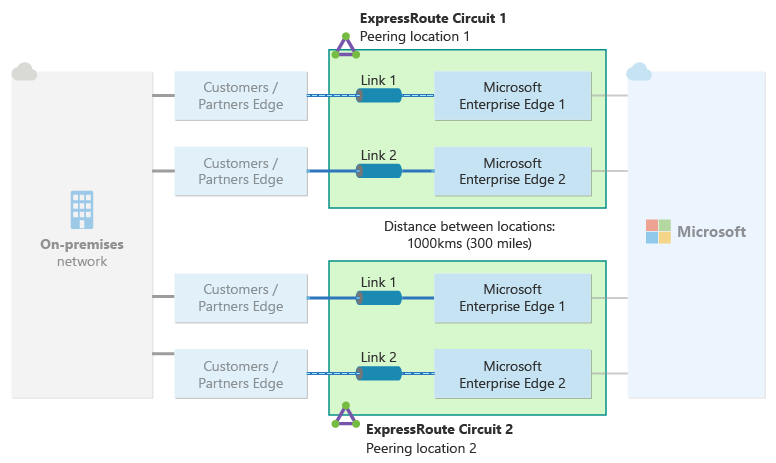 ExpressRoute Circuit 1
Peering location 1
Customers /
Partners Edge
Link 1
Microsoft
Enterprise Edge 1
Customers /
Partners Edge
Link 2
Microsoft
Enterprise Edge 2
On-premises
network
Distance between locations:
1000kms (300 miles)
Microsoft
Customers /
Partners Edge
Link 1
Microsoft
Enterprise Edge 1
Customers /
Partners Edge
Link 2
Microsoft
Enterprise Edge 2
ExpressRoute Circuit 2
Peering location 2